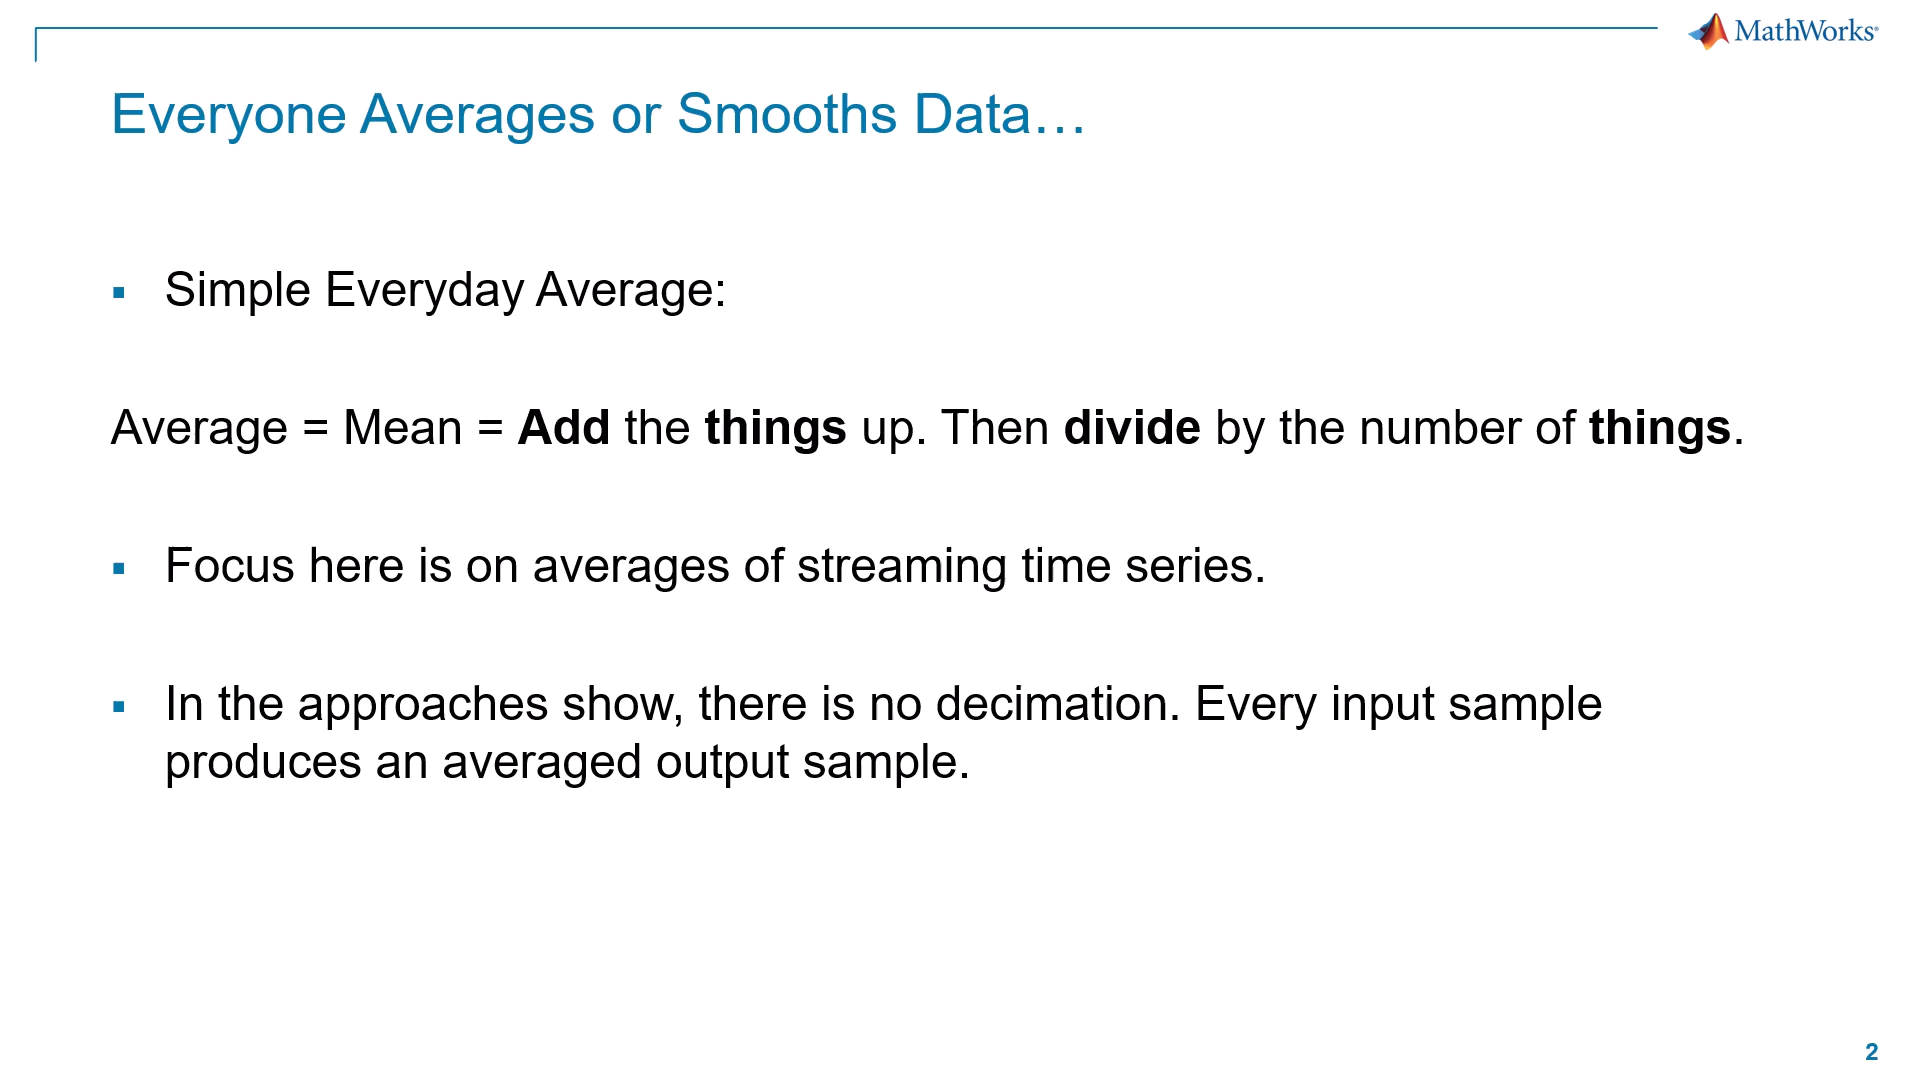 MathWorks®
Everyone Averages or Smooths Data…
▪ Simple Everyday Average:
Average = Mean = Add the things up. Then divide by the number of things.
▪ Focus here is on averages of streaming time series.
▪ In the approaches show, there is no decimation. Every input sample
produces an averaged output sample.
2